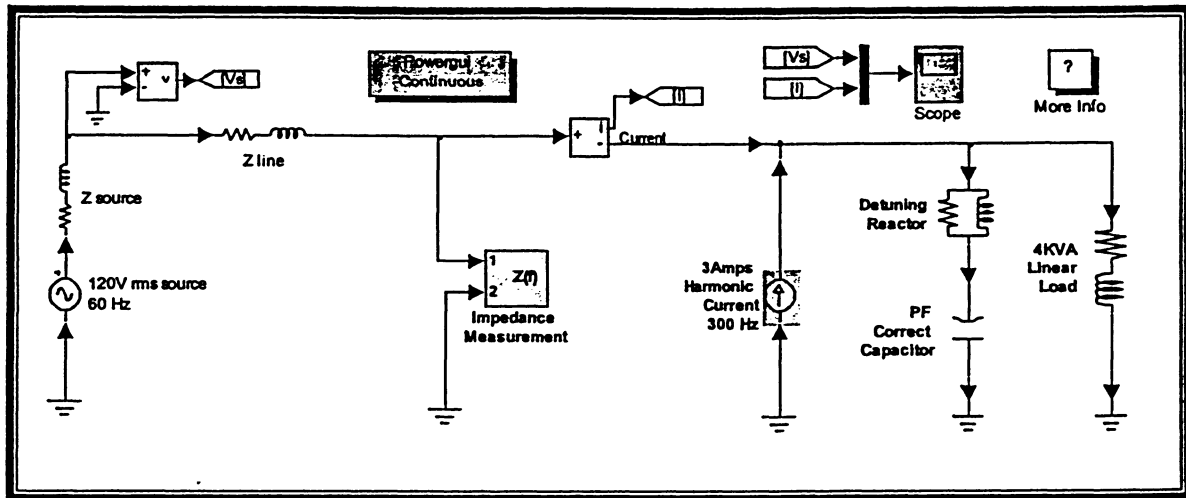 +
-
v
[Vs]
Powergui
Continuous
[Vs]
[I]
Scope
?
More Info
[I]
+
i
-
Current
Z line
Z source
120V rms source
60 Hz
1
2
Z(f)
Impedance
Measurement
3Amps
Harmonic
Current
300 Hz
Detuning
Reactor
PF
Correct
Capacitor
4KVA
Linear
Load